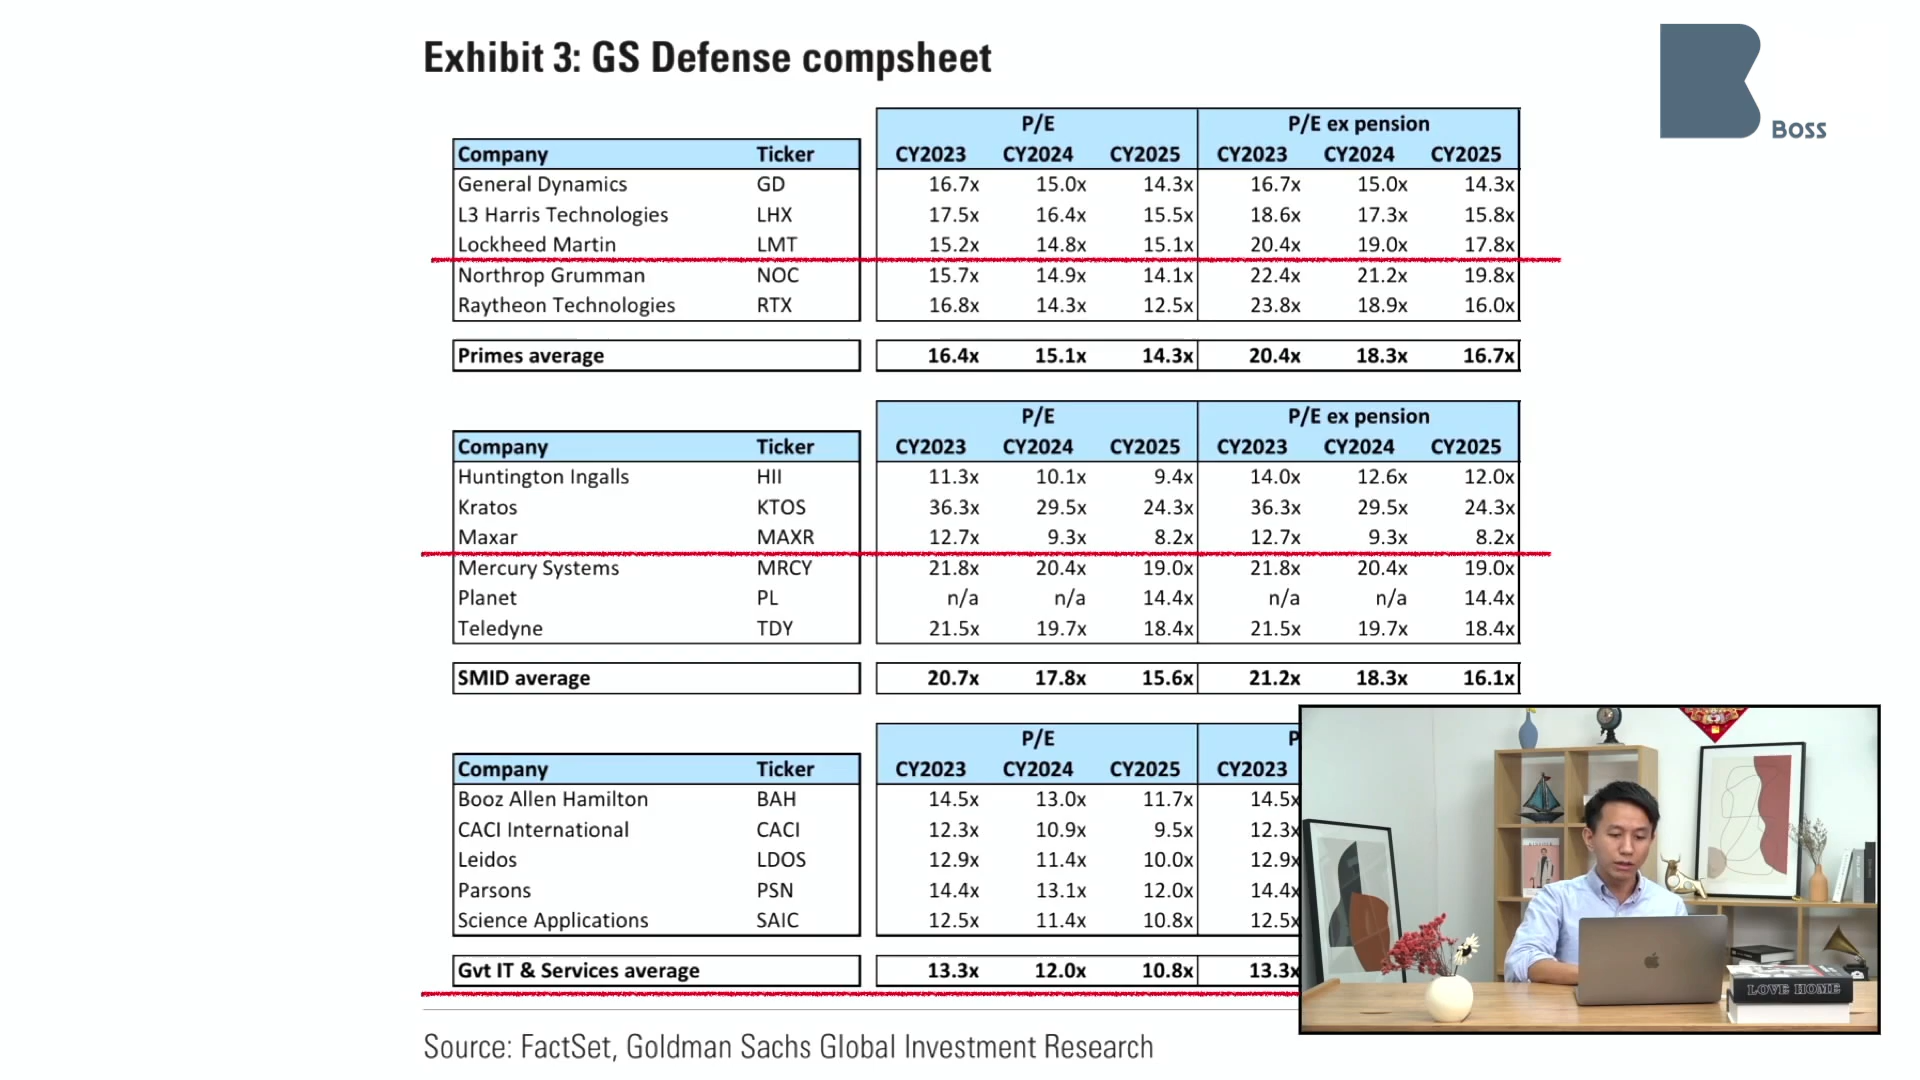 Exhibit 3: GS Defense compsheet
B
Boss
P/E P/E ex pension
Company Ticker CY2023 CY2024 CY2025 CY2023 CY2024 CY2025
General Dynamics GD 16.7x 15.0x 14.3x 16.7x 15.0x 14.3x
L3 Harris Technologies LHX 17.5x 16.4x 15.5x 18.6x 17.3x 15.8x
Lockheed Martin LMT 15.2x 14.8x 15.1x 20.4x 19.0x 17.8x
Northrop Grumman NOC 15.7x 14.9x 14.1x 22.4x 21.2x 19.8x
Raytheon Technologies RTX 16.8x 14.3x 12.5x 23.8x 18.9x 16.0x
Primes average 16.4x 15.1x 14.3x 20.4x 18.3x 16.7x
P/E P/E ex pension
Company Ticker CY2023 CY2024 CY2025 CY2023 CY2024 CY2025
Huntington Ingalls HII 11.3x 10.1x 9.4x 14.0x 12.6x 12.0x
Kratos KTOS 36.3x 29.5x 24.3x 36.3x 29.5x 24.3x
Maxar MAXR 12.7x 9.3x 8.2x 12.7x 9.3x 8.2x
Mercury Systems MRCY 21.8x 20.4x 19.0x 21.8x 20.4x 19.0x
Planet PL n/a n/a 14.4x n/a n/a 14.4x
Teledyne TDY 21.5x 19.7x 18.4x 21.5x 19.7x 18.4x
SMID average 20.7x 17.8x 15.6x 21.2x 18.3x 16.1x
P/E P
Company Ticker CY2023 CY2024 CY2025 CY2023
Booz Allen Hamilton BAH 14.5x 13.0x 11.7x 14.5x
CACI International CACI 12.3x 10.9x 9.5x 12.3x
Leidos LDOS 12.9x 11.4x 10.0x 12.9x
Parsons PSN 14.4x 13.1x 12.0x 14.4x
Science Applications SAIC 12.5x 11.4x 10.8x 12.5x
Gvt IT & Services average 13.3x 12.0x 10.8x 13.3x
LOVE HOME
Source: FactSet, Goldman Sachs Global Investment Research